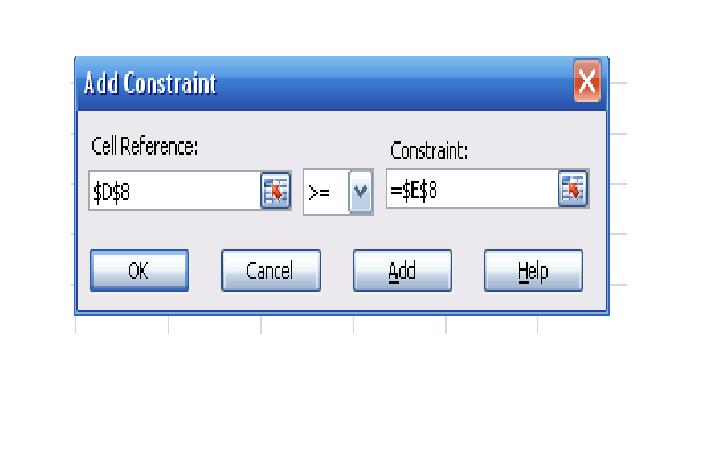 Add Constraint
Cell Reference:
Constraint:
$D$8 >= =$E$8
OK Cancel Add Help